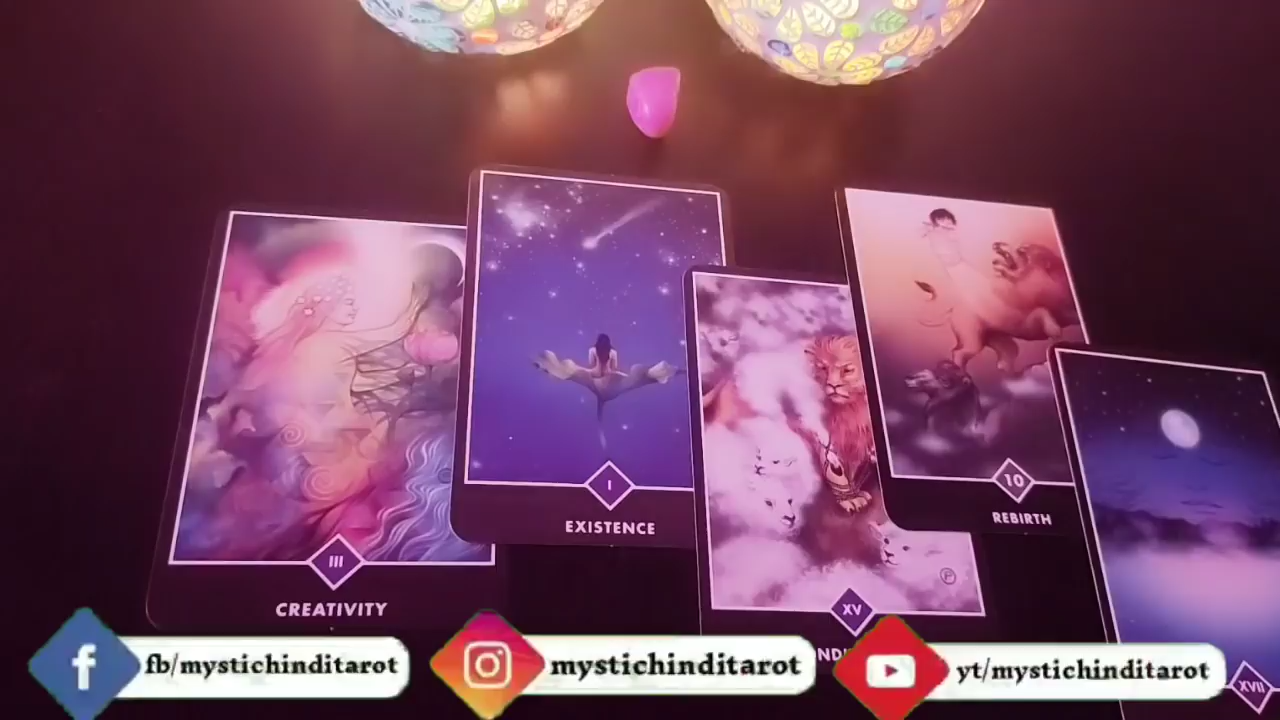 I
EXISTENCE
10
REBIRTH
III
CREATIVITY
XV
XVII
fb/mystichinditarot
mystichinditarot
yt/mystichinditarot